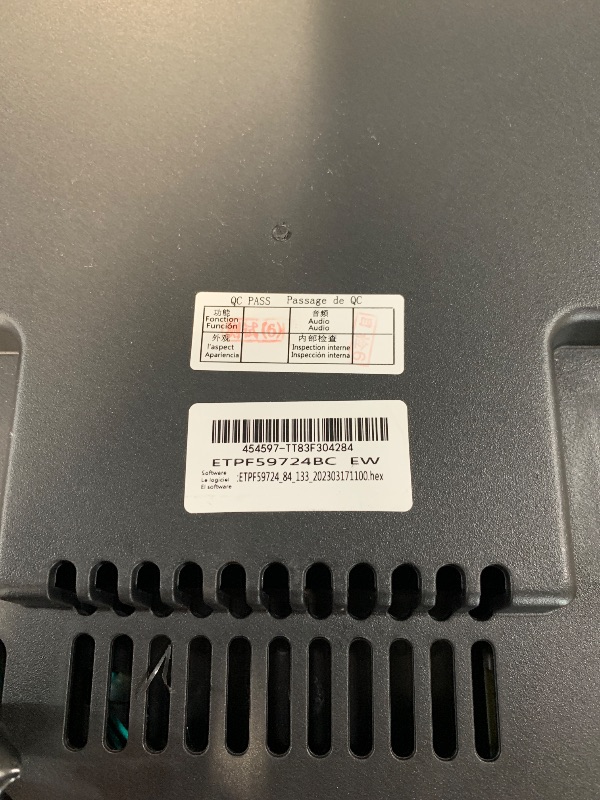 QC PASS Passage de QC
功能
Fonction
Función
音频
Audio
Audio
外观
l'aspect
Apariencia
内部检查
Inspection interne
Inspección interna
454597-TT83F304284
ETPF59724BC EW
Software
Le logiciel
El software
:ETPF59724_84_133_202303171100.hex